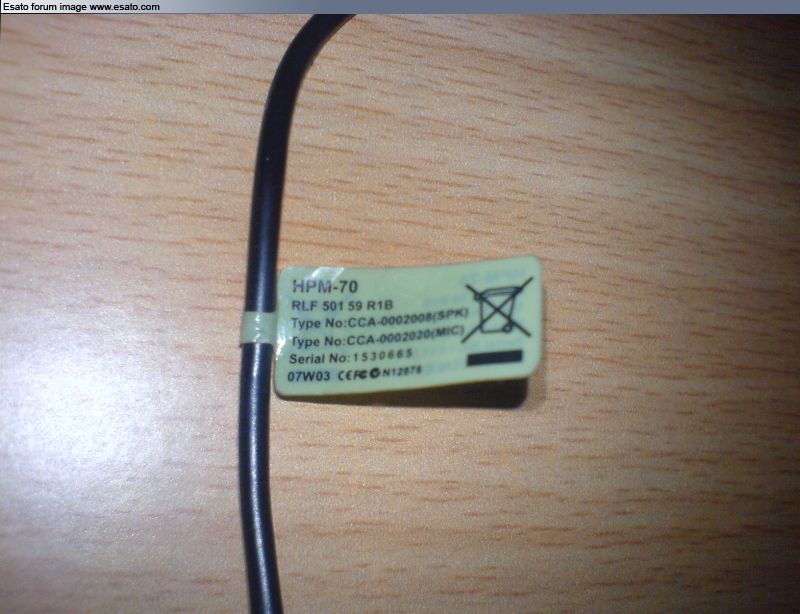 Esato forum image www.esato.com
HPM-70
RLF 501 59 R1B
Type No:CCA-0002008(SPK)
Type No:CCA-0002020(MIC)
Serial No:1530665
07W03 CE FC N12878